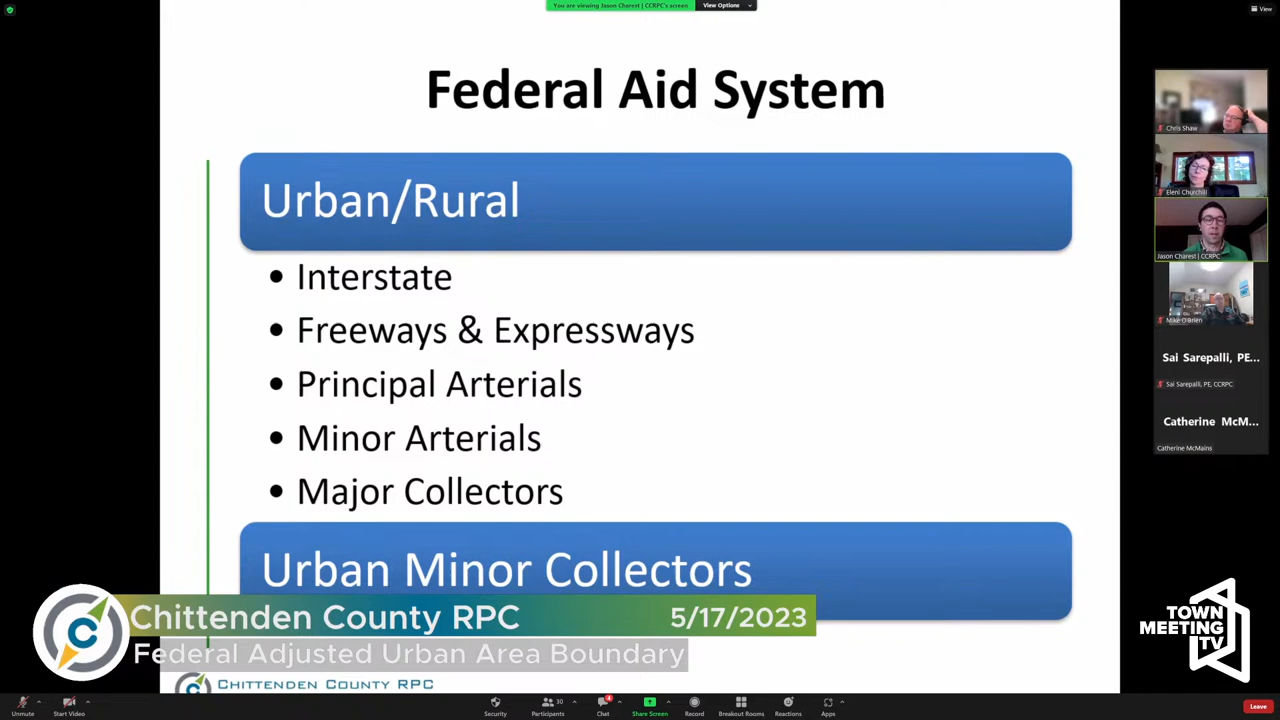 You are viewing Jason Charest | CCRPC's screen
View Options
View
Federal Aid System
Urban/Rural
• Interstate
• Freeways & Expressways
• Principal Arterials
• Minor Arterials
• Major Collectors
Urban Minor Collectors
Chittenden County RPC
5/17/2023
Federal Adjusted Urban Area Boundary
CHITTENDEN COUNTY RPC
Chris Shaw
Eleni Churchill
Jason Charest | CCRPC
Mike O'Brien
Sai Sarepalli, PE...
Sai Sarepalli, PE, CCRPC
Catherine McM...
Catherine McMains
C
C
TOWN
MEETING
TV
Unmute
Start Video
Security
Participants
30
Chat
4
Share Screen
Record
Breakout Rooms
Reactions
Apps
Leave